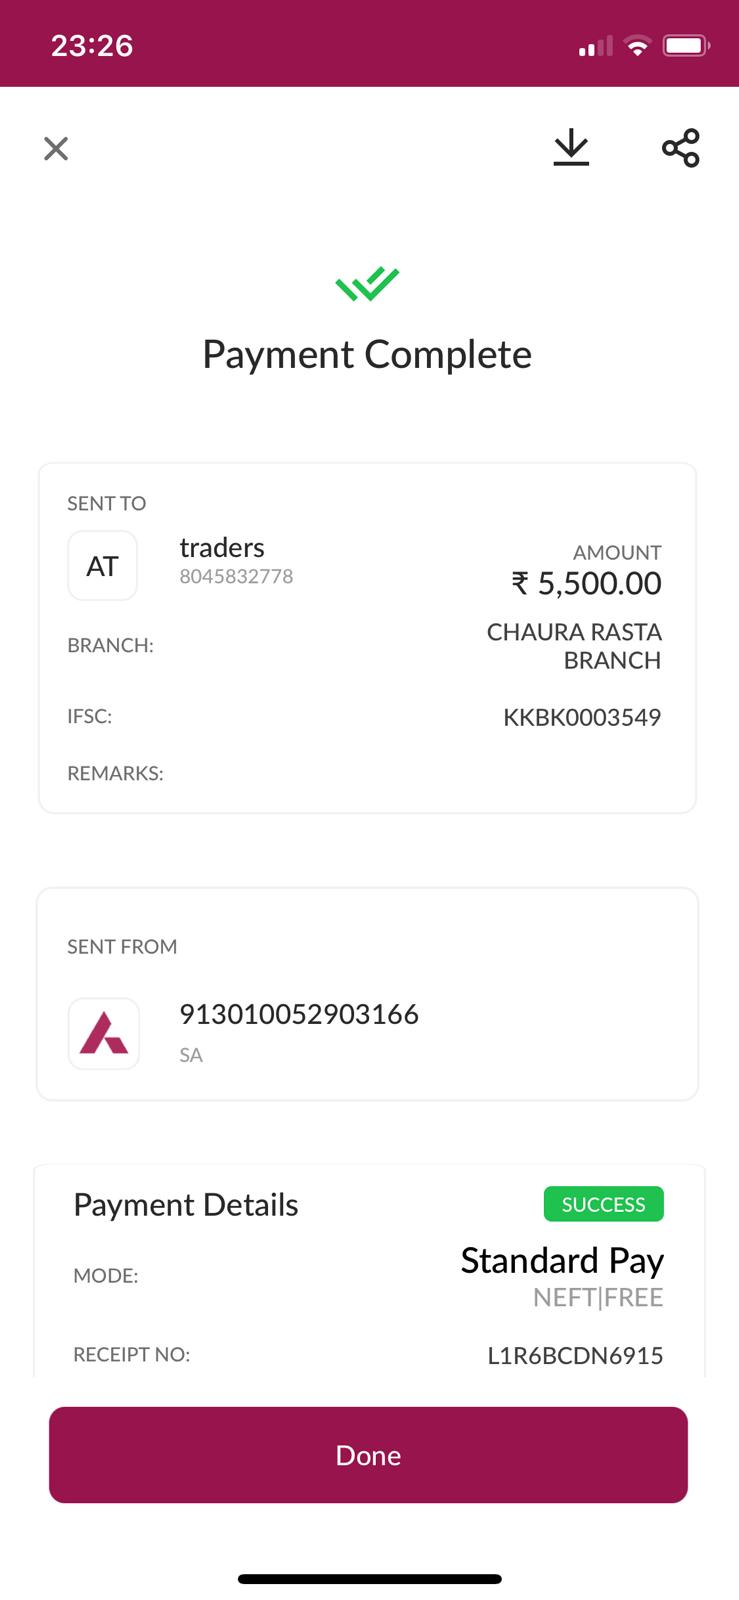 23:26
Payment Complete
SENT TO
AT
traders
8045832778
AMOUNT
₹ 5,500.00
BRANCH:
CHAURA RASTA
BRANCH
IFSC:
KKBK0003549
REMARKS:
SENT FROM
913010052903166
SA
Payment Details
SUCCESS
MODE:
Standard Pay
NEFT|FREE
RECEIPT NO:
L1R6BCDN6915
Done